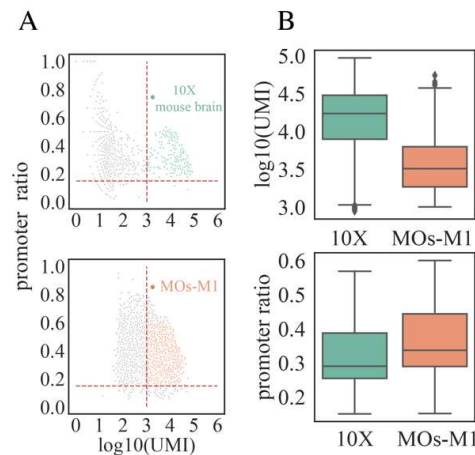 A
B
promoter ratio
1.0
0.8
0.6
0.4
0.2
0.0
10X
mouse brain
0 1 2 3 4 5 6
1.0
0.8
0.6
0.4
0.2
0.0
MOs-M1
0 1 2 3 4 5 6
log10(UMI)
log10(UMI)
5.0
4.5
4.0
3.5
3.0
10X MOs-M1
promoter ratio
0.6
0.5
0.4
0.3
0.2
10X MOs-M1